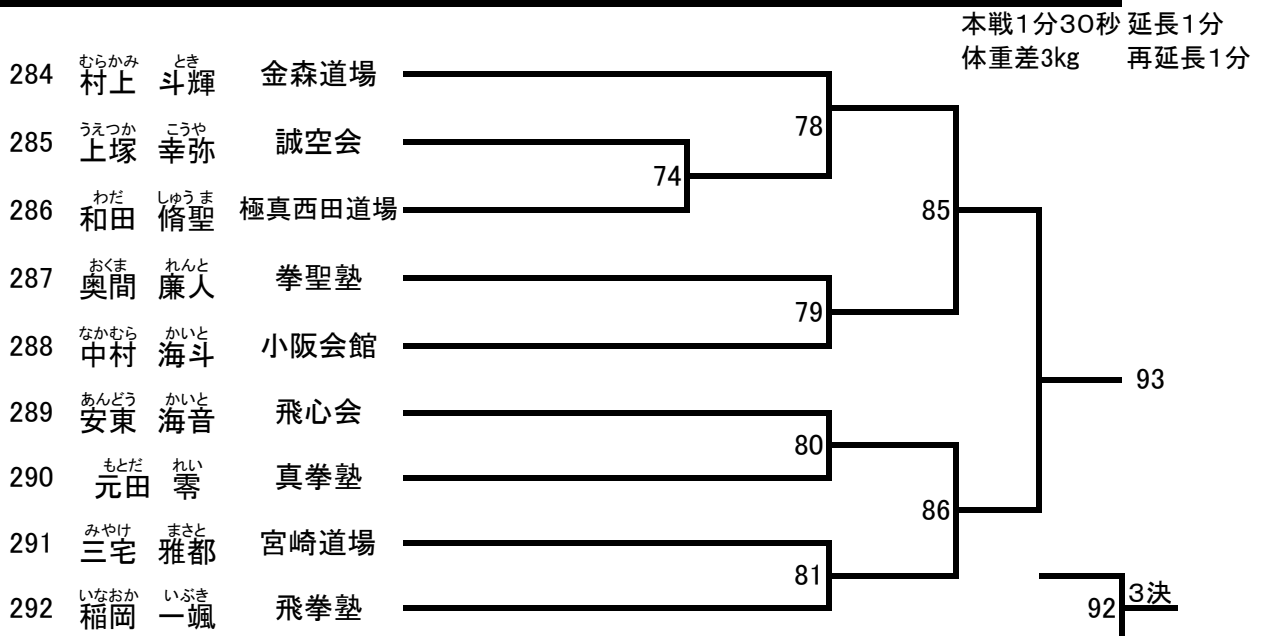 本戦1分30秒 延長1分
体重差3kg 再延長1分
むらかみ とき
284 村上 斗輝 金森道場
うえつか こうや
285 上塚 幸弥 誠空会
わだ しゅうま
286 和田 脩聖 極真西田道場
おくま れんと
287 奥間 廉人 拳聖塾
なかむら かいと
288 中村 海斗 小阪会館
あんどう かいと
289 安東 海音 飛心会
もとだ れい
290 元田 零 真拳塾
みやけ まさと
291 三宅 雅都 宮崎道場
いなおか いぶき
292 稲岡 一颯 飛拳塾
74
78
79
80
81
85
86
93
92 3決